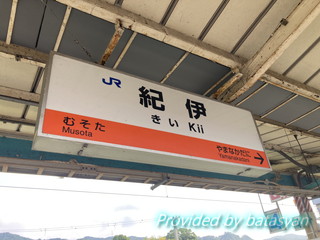 JR 紀伊
きい Kii
むそた
Musota
やまなかだに
Yamanakadani
Provided by batasyan